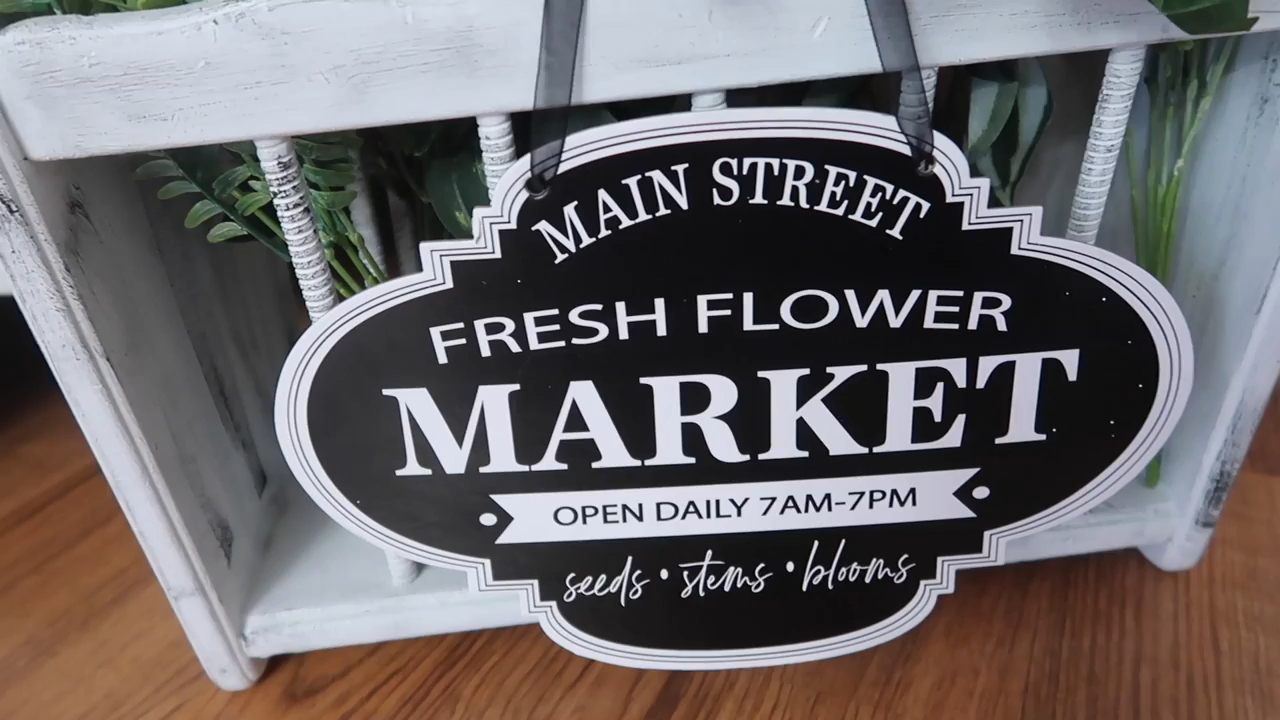 MAIN STREET
FRESH FLOWER
MARKET
OPEN DAILY 7AM-7PM
seeds • stems • blooms